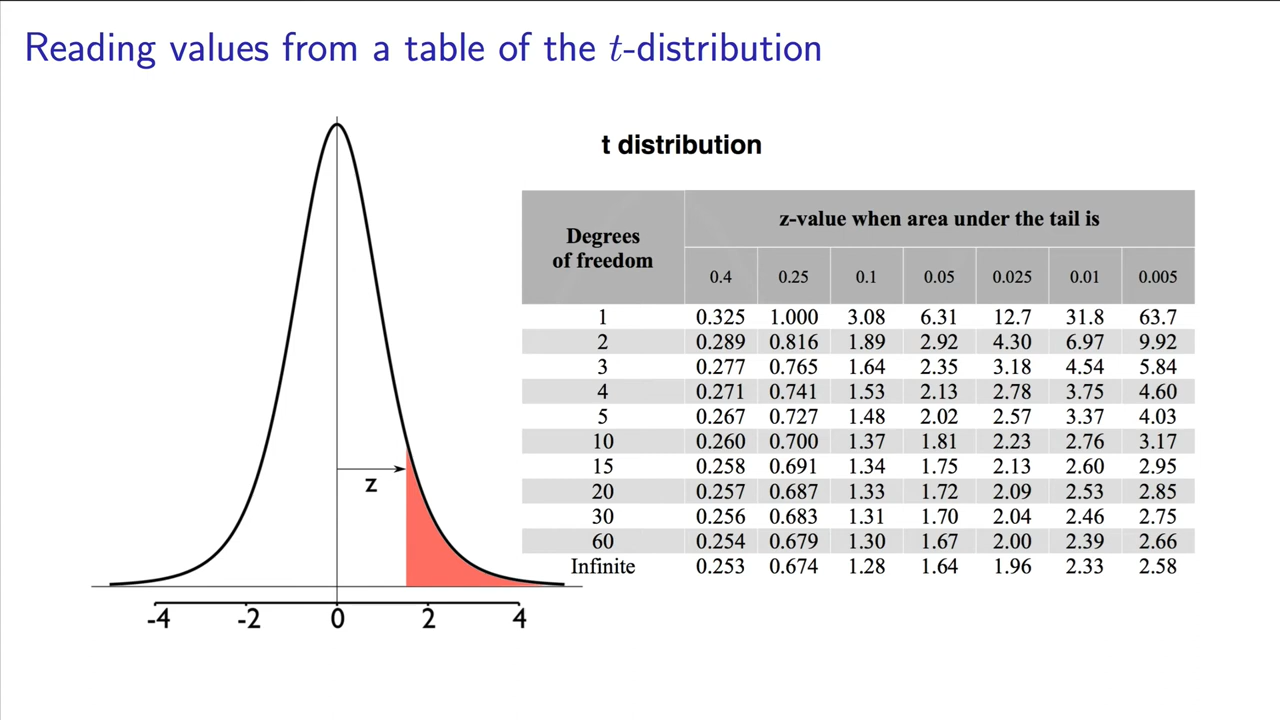 Reading values from a table of the t-distribution
t distribution
Degrees of freedom
z-value when area under the tail is
0.4 0.25 0.1 0.05 0.025 0.01 0.005
1 0.325 1.000 3.08 6.31 12.7 31.8 63.7
2 0.289 0.816 1.89 2.92 4.30 6.97 9.92
3 0.277 0.765 1.64 2.35 3.18 4.54 5.84
4 0.271 0.741 1.53 2.13 2.78 3.75 4.60
5 0.267 0.727 1.48 2.02 2.57 3.37 4.03
10 0.260 0.700 1.37 1.81 2.23 2.76 3.17
15 0.258 0.691 1.34 1.75 2.13 2.60 2.95
20 0.257 0.687 1.33 1.72 2.09 2.53 2.85
30 0.256 0.683 1.31 1.70 2.04 2.46 2.75
60 0.254 0.679 1.30 1.67 2.00 2.39 2.66
Infinite 0.253 0.674 1.28 1.64 1.96 2.33 2.58
z
-4 -2 0 2 4